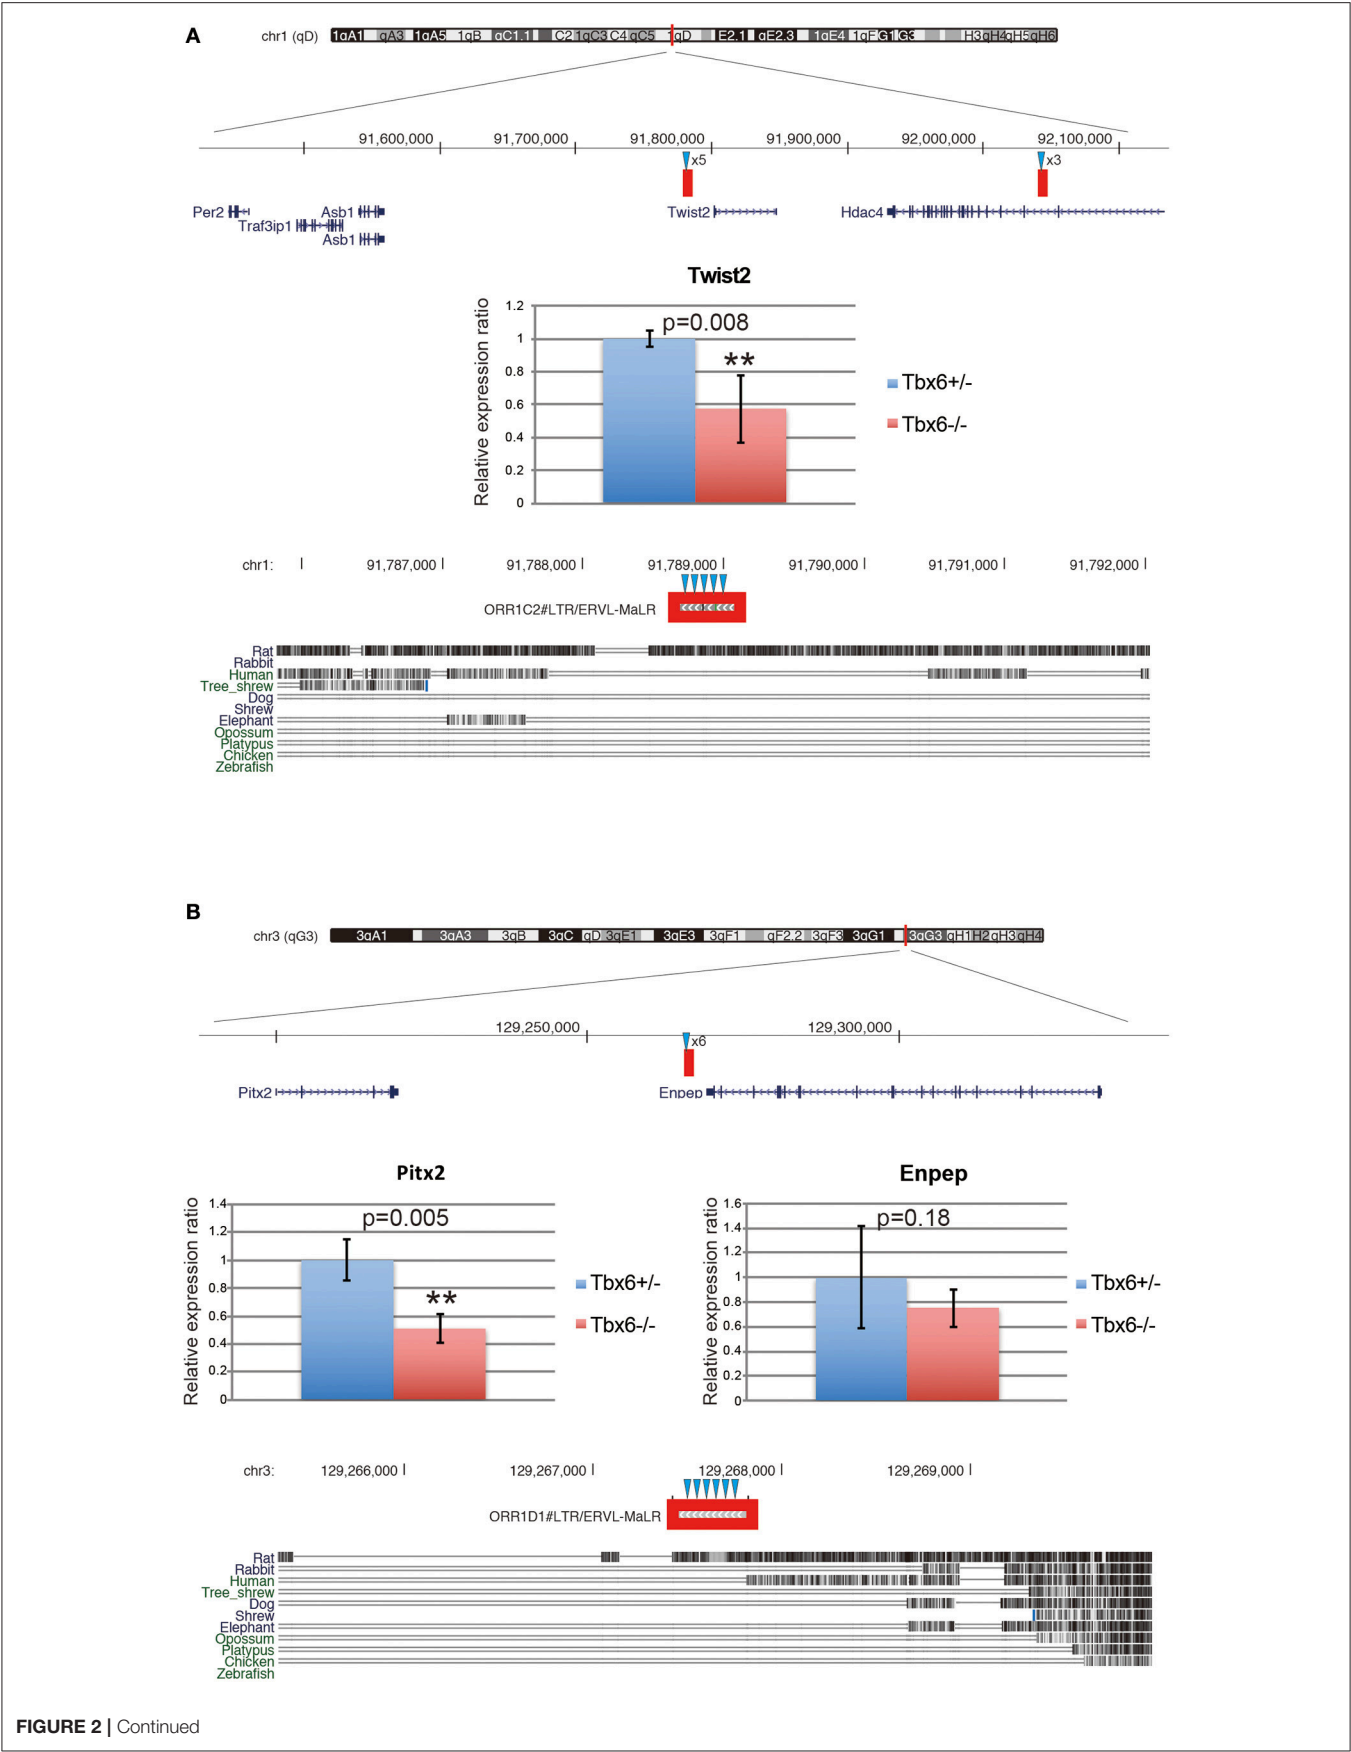 A
chr1 (qD)
1qA1 qA3 1qA5 1qB qC1.1 C2 1qC3 C4 qC5 1qD E2.1 qE2.3 1qE4 1qF G1 G3 H3 qH4 qH5 qH6
91,600,000 91,700,000 91,800,000 91,900,000 92,000,000 92,100,000
x5 x3
Per2 Asb1 Twist2 Hdac4
Traf3ip1
Asb1
Twist2
Relative expression ratio
1.2
1
0.8
0.6
0.4
0.2
0
p=0.008
**
Tbx6+/-
Tbx6-/-
chr1: 91,787,000 91,788,000 91,789,000 91,790,000 91,791,000 91,792,000
ORR1C2#LTR/ERVL-MaLR
Rat
Rabbit
Human
Tree_shrew
Dog
Shrew
Elephant
Opossum
Platypus
Chicken
Zebrafish
B
chr3 (qG3)
3qA1 3qA3 3qB 3qC qD 3qE1 3qE3 3qF1 qF2.2 3qF3 3qG1 3qG3 qH1 H2 qH3 qH4
129,250,000 129,300,000
x6
Pitx2 Enpep
Pitx2
Relative expression ratio
1.4
1.2
1
0.8
0.6
0.4
0.2
0
p=0.005
**
Tbx6+/-
Tbx6-/-
Enpep
Relative expression ratio
1.6
1.4
1.2
1
0.8
0.6
0.4
0.2
0
p=0.18
Tbx6+/-
Tbx6-/-
chr3: 129,266,000 129,267,000 129,268,000 129,269,000
ORR1D1#LTR/ERVL-MaLR
Rat
Rabbit
Human
Tree_shrew
Dog
Shrew
Elephant
Opossum
Platypus
Chicken
Zebrafish
FIGURE 2 | Continued